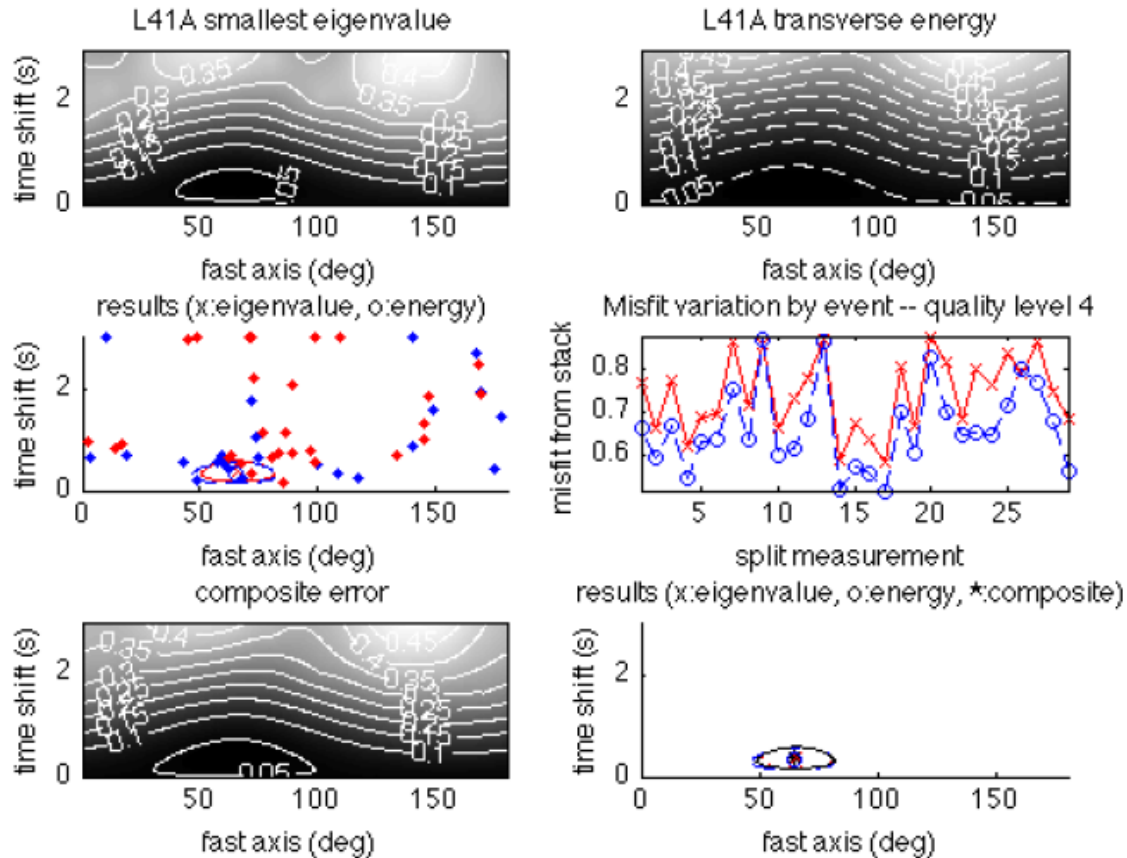 L41A smallest eigenvalue
L41A transverse energy
time shift (s)
2
0
0.35
0.4
0.35
0.3
0.3
0.1
50 100 150
fast axis (deg)
time shift (s)
2
0
0.05
0.05
50 100 150
fast axis (deg)
results (x:eigenvalue, o:energy)
time shift (s)
2
0
0 50 100 150
fast axis (deg)
Misfit variation by event -- quality level 4
misfit from stack
0.8
0.7
0.6
5 10 15 20 25
split measurement
composite error
time shift (s)
2
0
0.35
0.4
0.45
0.4
0.35
0.1
0.05
50 100 150
fast axis (deg)
results (x:eigenvalue, o:energy, ★:composite)
time shift (s)
2
0
0 50 100 150
fast axis (deg)